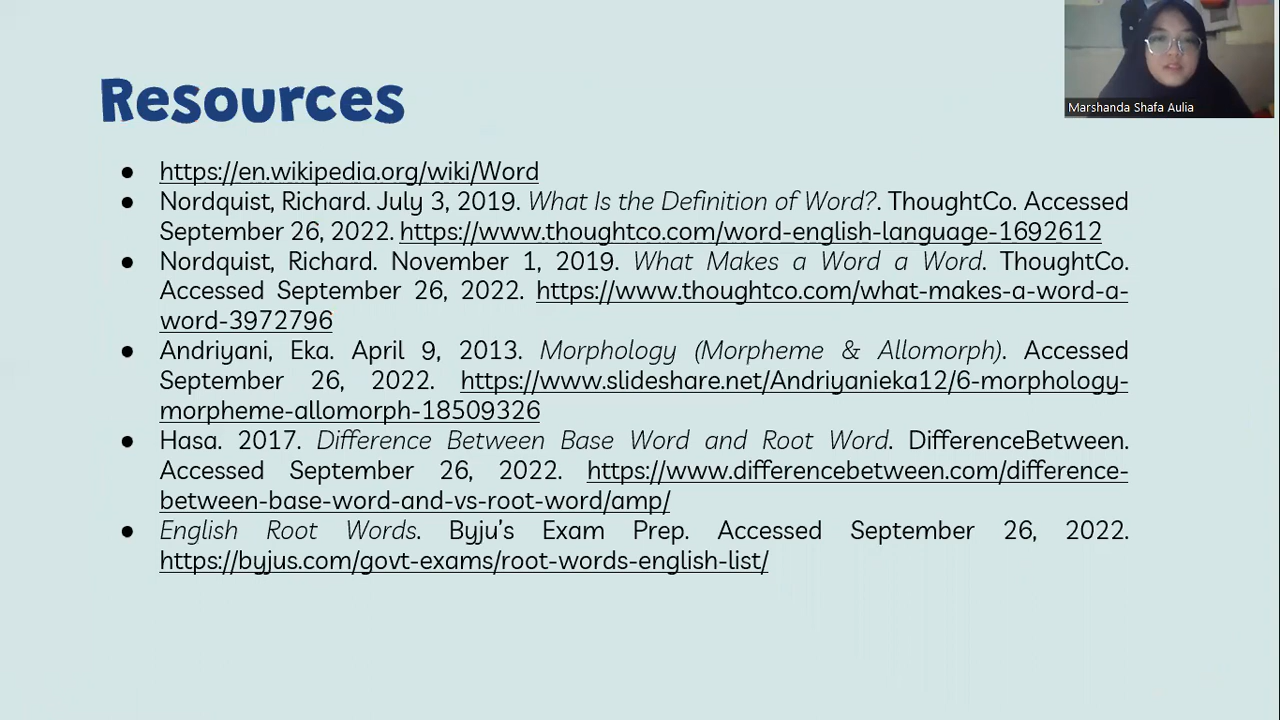 Resources
Marshanda Shafa Aulia
● https://en.wikipedia.org/wiki/Word
● Nordquist, Richard. July 3, 2019. What Is the Definition of Word?. ThoughtCo. Accessed
September 26, 2022. https://www.thoughtco.com/word-english-language-1692612
● Nordquist, Richard. November 1, 2019. What Makes a Word a Word. ThoughtCo.
Accessed September 26, 2022. https://www.thoughtco.com/what-makes-a-word-a-
word-3972796
● Andriyani, Eka. April 9, 2013. Morphology (Morpheme & Allomorph). Accessed
September 26, 2022. https://www.slideshare.net/Andriyanieka12/6-morphology-
morpheme-allomorph-18509326
● Hasa. 2017. Difference Between Base Word and Root Word. DifferenceBetween.
Accessed September 26, 2022. https://www.differencebetween.com/difference-
between-base-word-and-vs-root-word/amp/
● English Root Words. Byju's Exam Prep. Accessed September 26, 2022.
https://byjus.com/govt-exams/root-words-english-list/